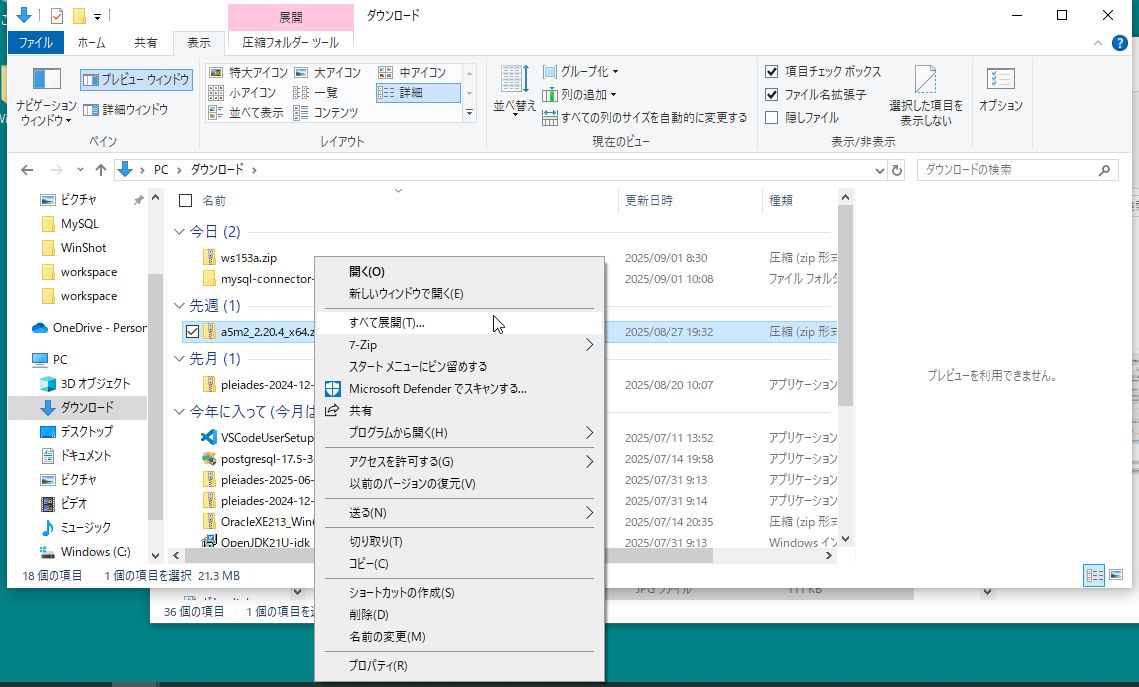 展開
ダウンロード
ファイル
ホーム
共有
表示
圧縮フォルダー ツール
ナビゲーション
ウィンドウ
プレビュー ウィンドウ
詳細ウィンドウ
ペイン
特大アイコン
大アイコン
中アイコン
小アイコン
一覧
詳細
並べて表示
コンテンツ
レイアウト
並べ替え
グループ化
列の追加
すべての列のサイズを自動的に変更する
現在のビュー
項目チェック ボックス
ファイル名拡張子
隠しファイル
選択した項目を
表示しない
表示/非表示
オプション
PC
ダウンロード
ダウンロードの検索
ピクチャ
MySQL
WinShot
workspace
workspace
OneDrive - Person
PC
3D オブジェクト
ダウンロード
デスクトップ
ドキュメント
ピクチャ
ビデオ
ミュージック
Windows (C:)
名前
更新日時
種類
今日 (2)
ws153a.zip
2025/09/01 8:30
圧縮 (zip 形式
mysql-connector-
2025/09/01 10:08
ファイル フォルダ
先週 (1)
a5m2_2.20.4_x64.z
2025/08/27 19:32
圧縮 (zip 形式
先月 (1)
pleiades-2024-12-
2025/08/20 10:07
アプリケーション
今年に入って (今月は
VSCodeUserSetup
2025/07/11 13:52
アプリケーション
postgresql-17.5-3
2025/07/14 19:58
アプリケーション
pleiades-2025-06-
2025/07/31 9:13
アプリケーション
pleiades-2024-12-
2025/07/31 9:14
アプリケーション
OracleXE213_Win6
2025/07/14 20:35
圧縮 (zip 形式
OpenJDK21U-jdk
2025/07/31 9:13
Windows イン
開く(O)
新しいウィンドウで開く(E)
すべて展開(T)...
7-Zip
スタート メニューにピン留めする
Microsoft Defender でスキャンする...
共有
プログラムから開く(H)
アクセスを許可する(G)
以前のバージョンの復元(V)
送る(N)
切り取り(T)
コピー(C)
ショートカットの作成(S)
削除(D)
名前の変更(M)
プロパティ(R)
プレビューを利用できません。
18 個の項目
1 個の項目を選択 21.3 MB
JPG ファイル
111 KB
36 個の項目
1 個の項目を